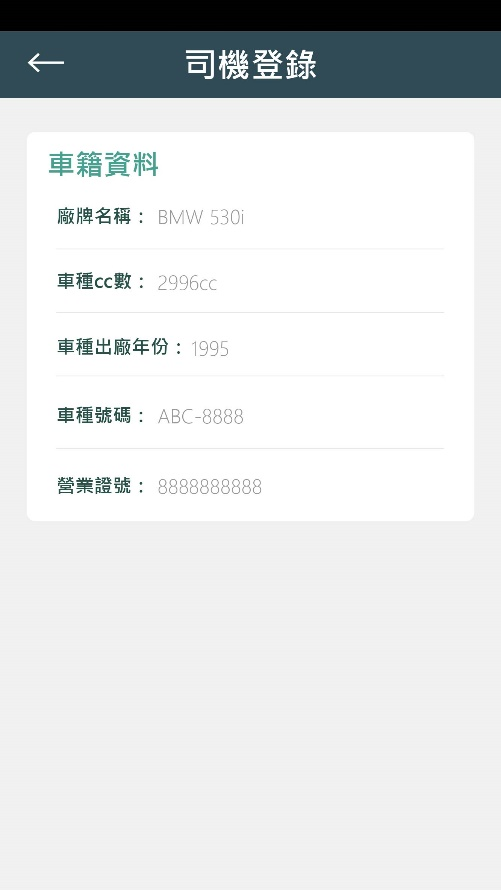 司機登錄
車籍資料
廠牌名稱： BMW 530i
車種cc數： 2996cc
車種出廠年份： 1995
車種號碼： ABC-8888
營業證號： 8888888888